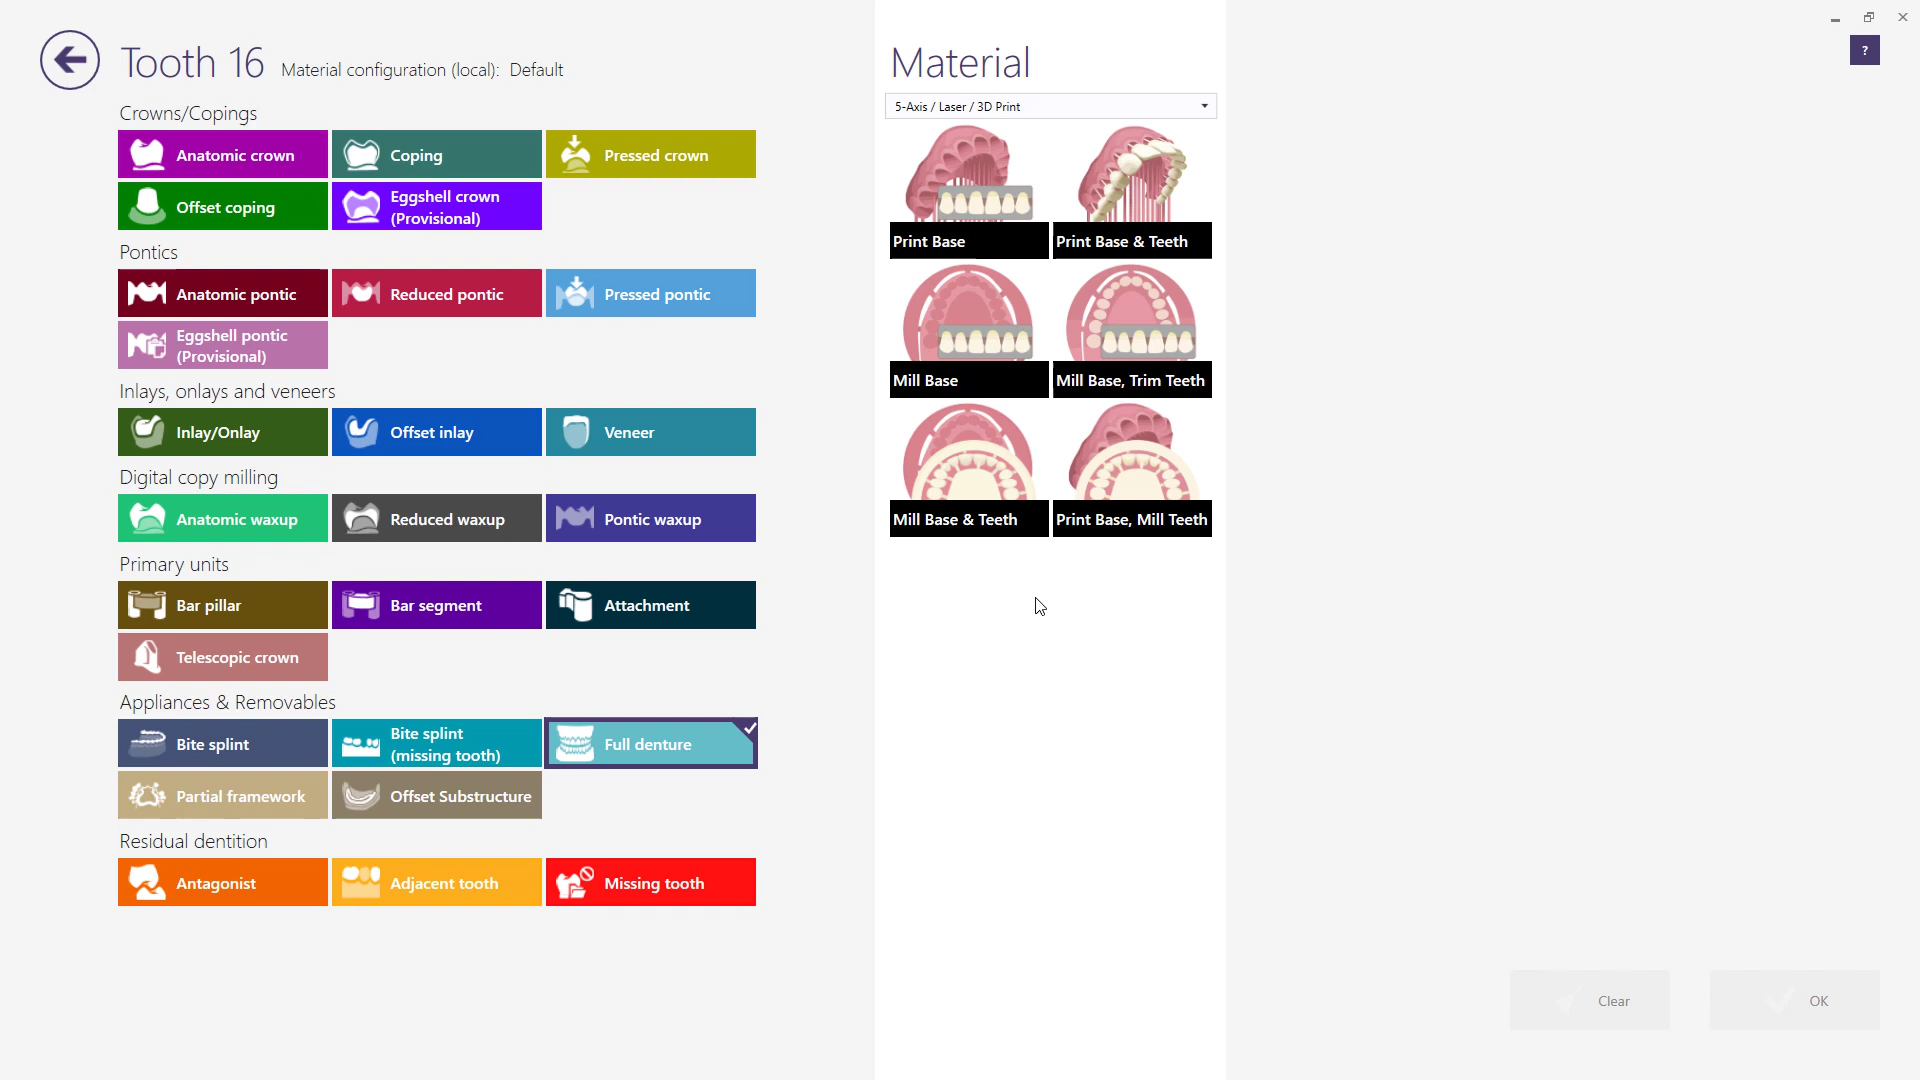 Tooth 16 Material configuration (local): Default
Crowns/Copings
Anatomic crown
Coping
Pressed crown
Offset coping
Eggshell crown
(Provisional)
Pontics
Anatomic pontic
Reduced pontic
Pressed pontic
Eggshell pontic
(Provisional)
Inlays, onlays and veneers
Inlay/Onlay
Offset inlay
Veneer
Digital copy milling
Anatomic waxup
Reduced waxup
Pontic waxup
Primary units
Bar pillar
Bar segment
Attachment
Telescopic crown
Appliances & Removables
Bite splint
Bite splint
(missing tooth)
Full denture
Partial framework
Offset Substructure
Residual dentition
Antagonist
Adjacent tooth
Missing tooth
Material
5-Axis / Laser / 3D Print
Print Base
Print Base & Teeth
Mill Base
Mill Base, Trim Teeth
Mill Base & Teeth
Print Base, Mill Teeth
?
Clear
OK